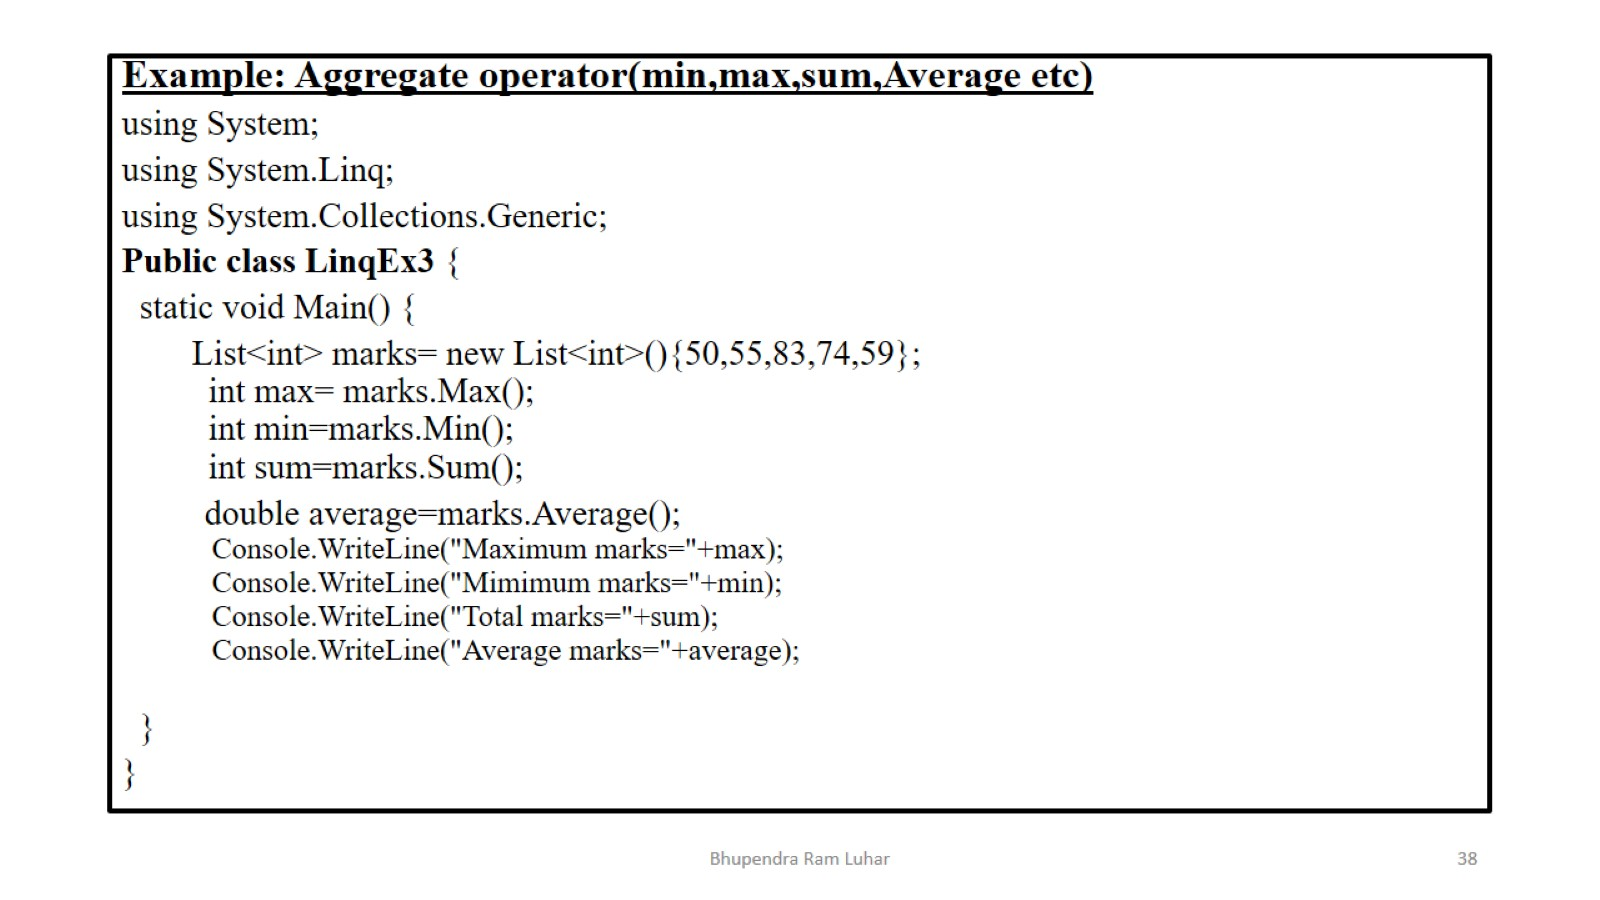 Example: Aggregate operator(min,max,sum,Average etc)
using System;
using System.Linq;
using System.Collections.Generic;
Public class LinqEx3 {
static void Main() {
List<int> marks= new List<int>(){50,55,83,74,59};
int max= marks.Max();
int min=marks.Min();
int sum=marks.Sum();
double average=marks.Average();
Console.WriteLine("Maximum marks="+max);
Console.WriteLine("Mimimum marks="+min);
Console.WriteLine("Total marks="+sum);
Console.WriteLine("Average marks="+average);
}
}
Bhupendra Ram Luhar
38